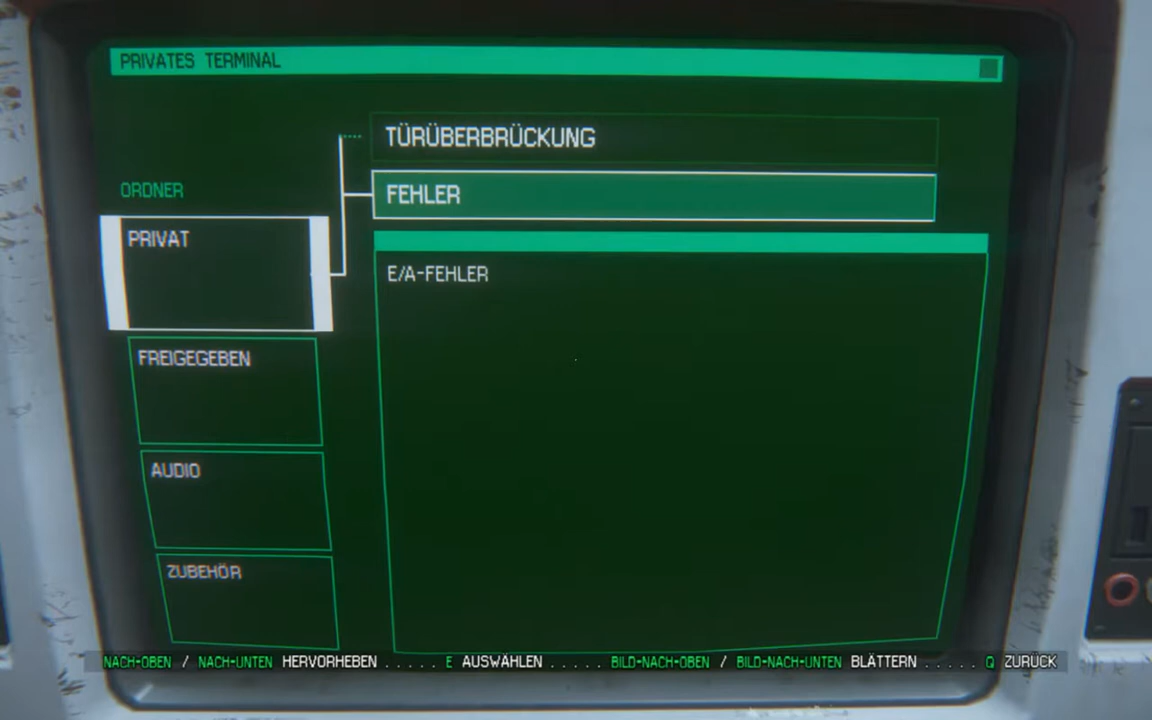 PRIVATES TERMINAL
ORDNER
PRIVAT
FREIGEGEBEN
AUDIO
ZUBEHÖR
TÜRÜBERBRÜCKUNG
FEHLER
E/A-FEHLER
NACH-OBEN / NACH-UNTEN HERVORHEBEN ..... E AUSWÄHLEN ..... BILD-NACH-OBEN / BILD-NACH-UNTEN BLÄTTERN ..... Q ZURÜCK